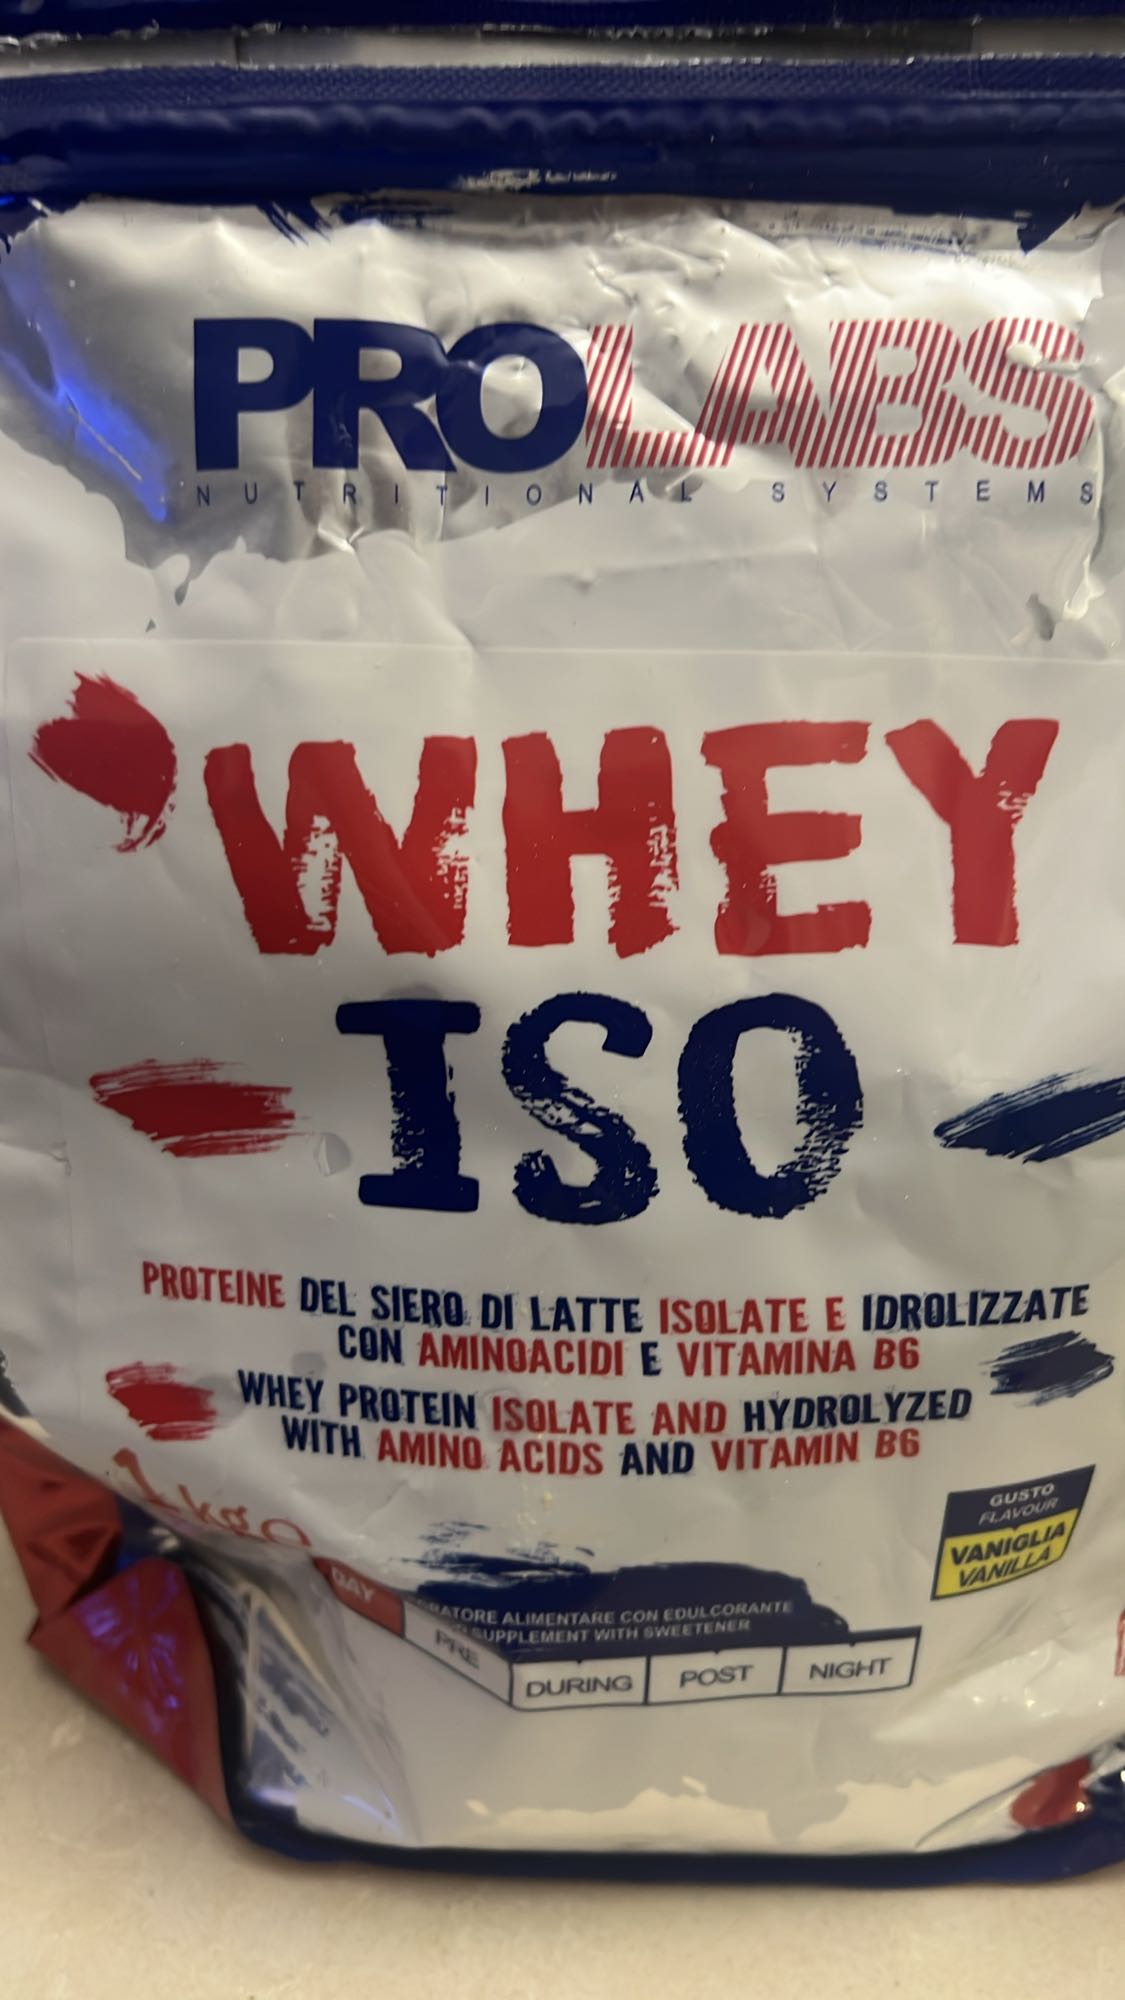 PROLABS
NUTRITIONAL SYSTEMS
WHEY
ISO
PROTEINE DEL SIERO DI LATTE ISOLATE E IDROLIZZATE
CON AMINOACIDI E VITAMINA B6
WHEY PROTEIN ISOLATE AND HYDROLYZED
WITH AMINO ACIDS AND VITAMIN B6
1 kg
GUSTO
FLAVOUR
VANIGLIA
VANILLA
ALIMENTARE CON EDULCORANTE
SUPPLEMENT WITH SWEETENER
DAY PRE DURING POST NIGHT